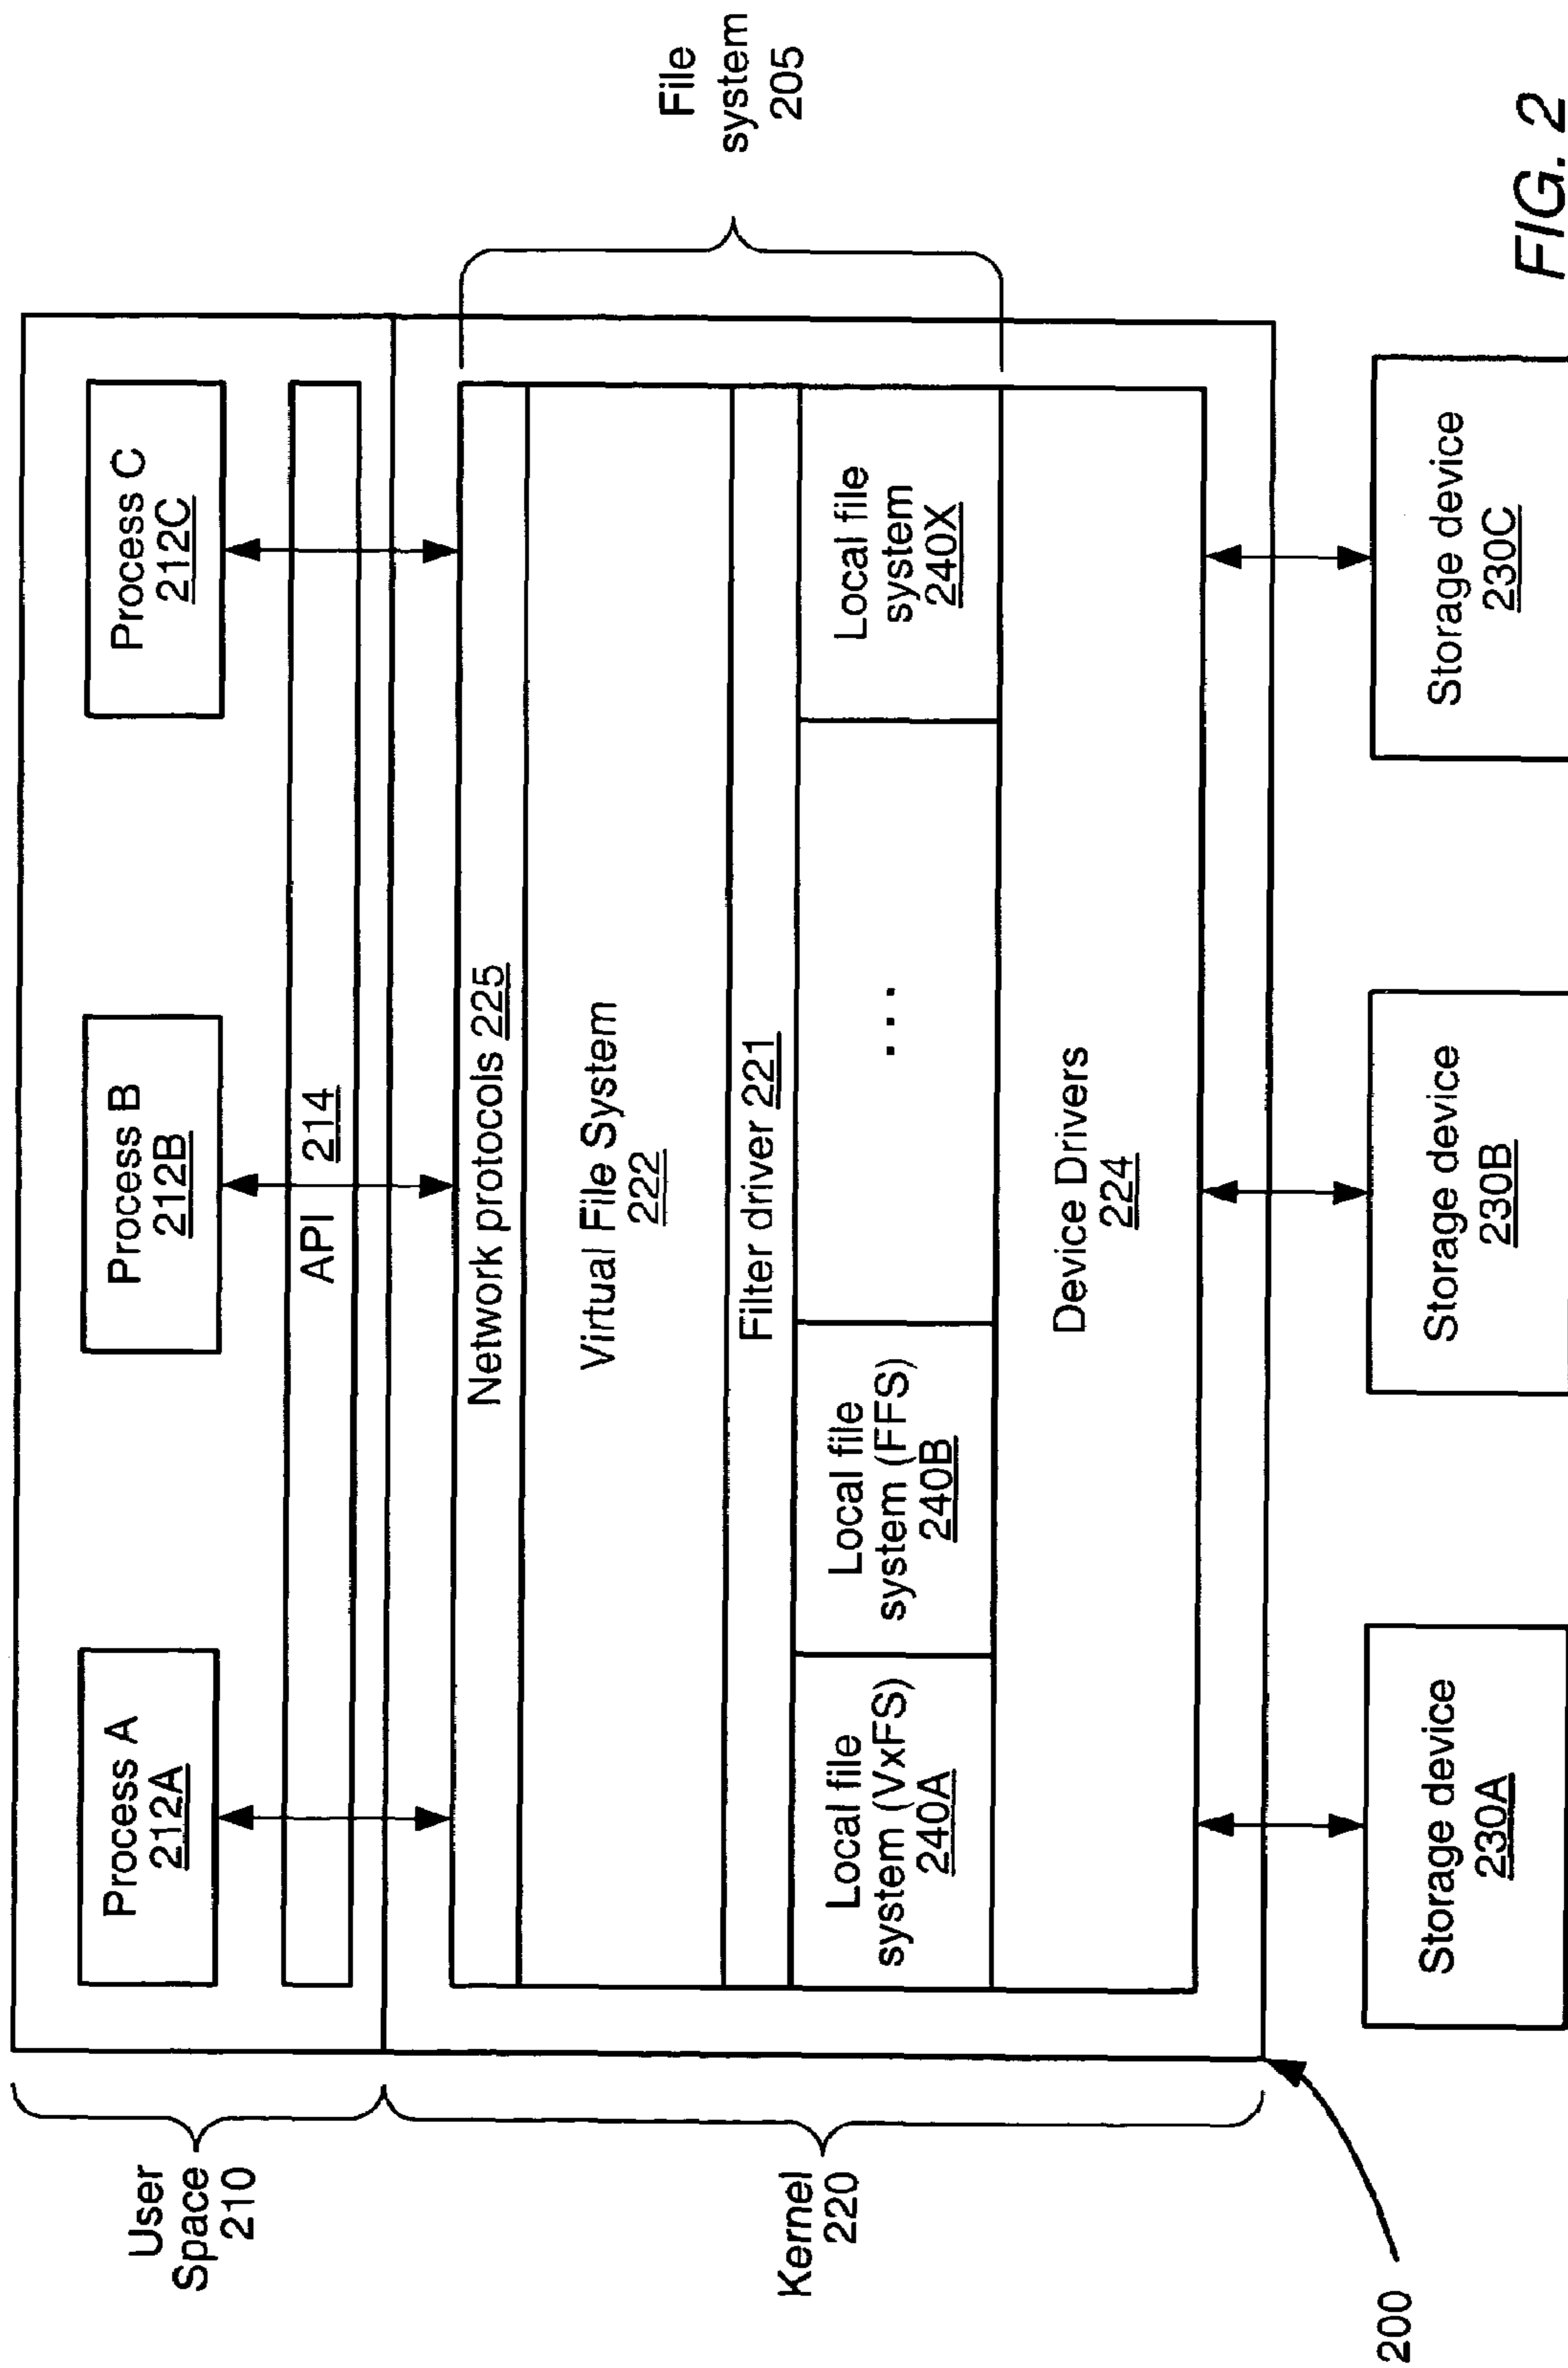 User
Space
210
Process A
212A
Process B
212B
Process C
212C
API 214
Kernel
220
Network protocols 225
Virtual File System
222
Filter driver 221
Local file
system (VxFS)
240A
Local file
system (FFS)
240B
...
Local file
system
240X
Device Drivers
224
File
system
205
Storage device
230A
Storage device
230B
Storage device
230C
200
FIG. 2